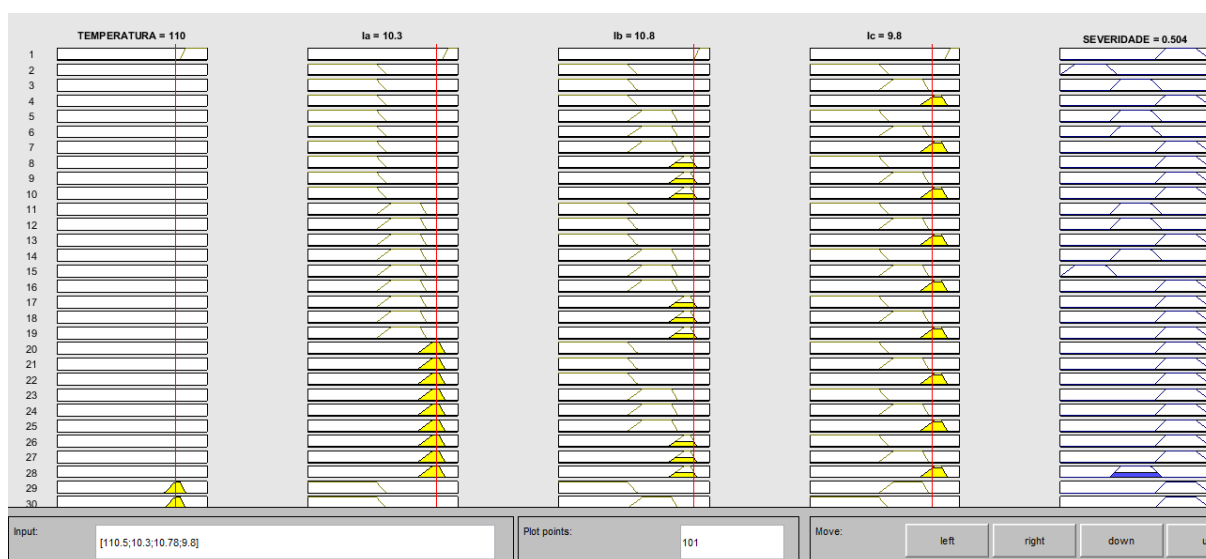 TEMPERATURA = 110
Ia = 10.3
Ib = 10.8
Ic = 9.8
SEVERIDADE = 0.504
1
2
3
4
5
6
7
8
9
10
11
12
13
14
15
16
17
18
19
20
21
22
23
24
25
26
27
28
29
30
Input:
[110.5;10.3;10.78;9.8]
Plot points:
101
Move:
left
right
down
u